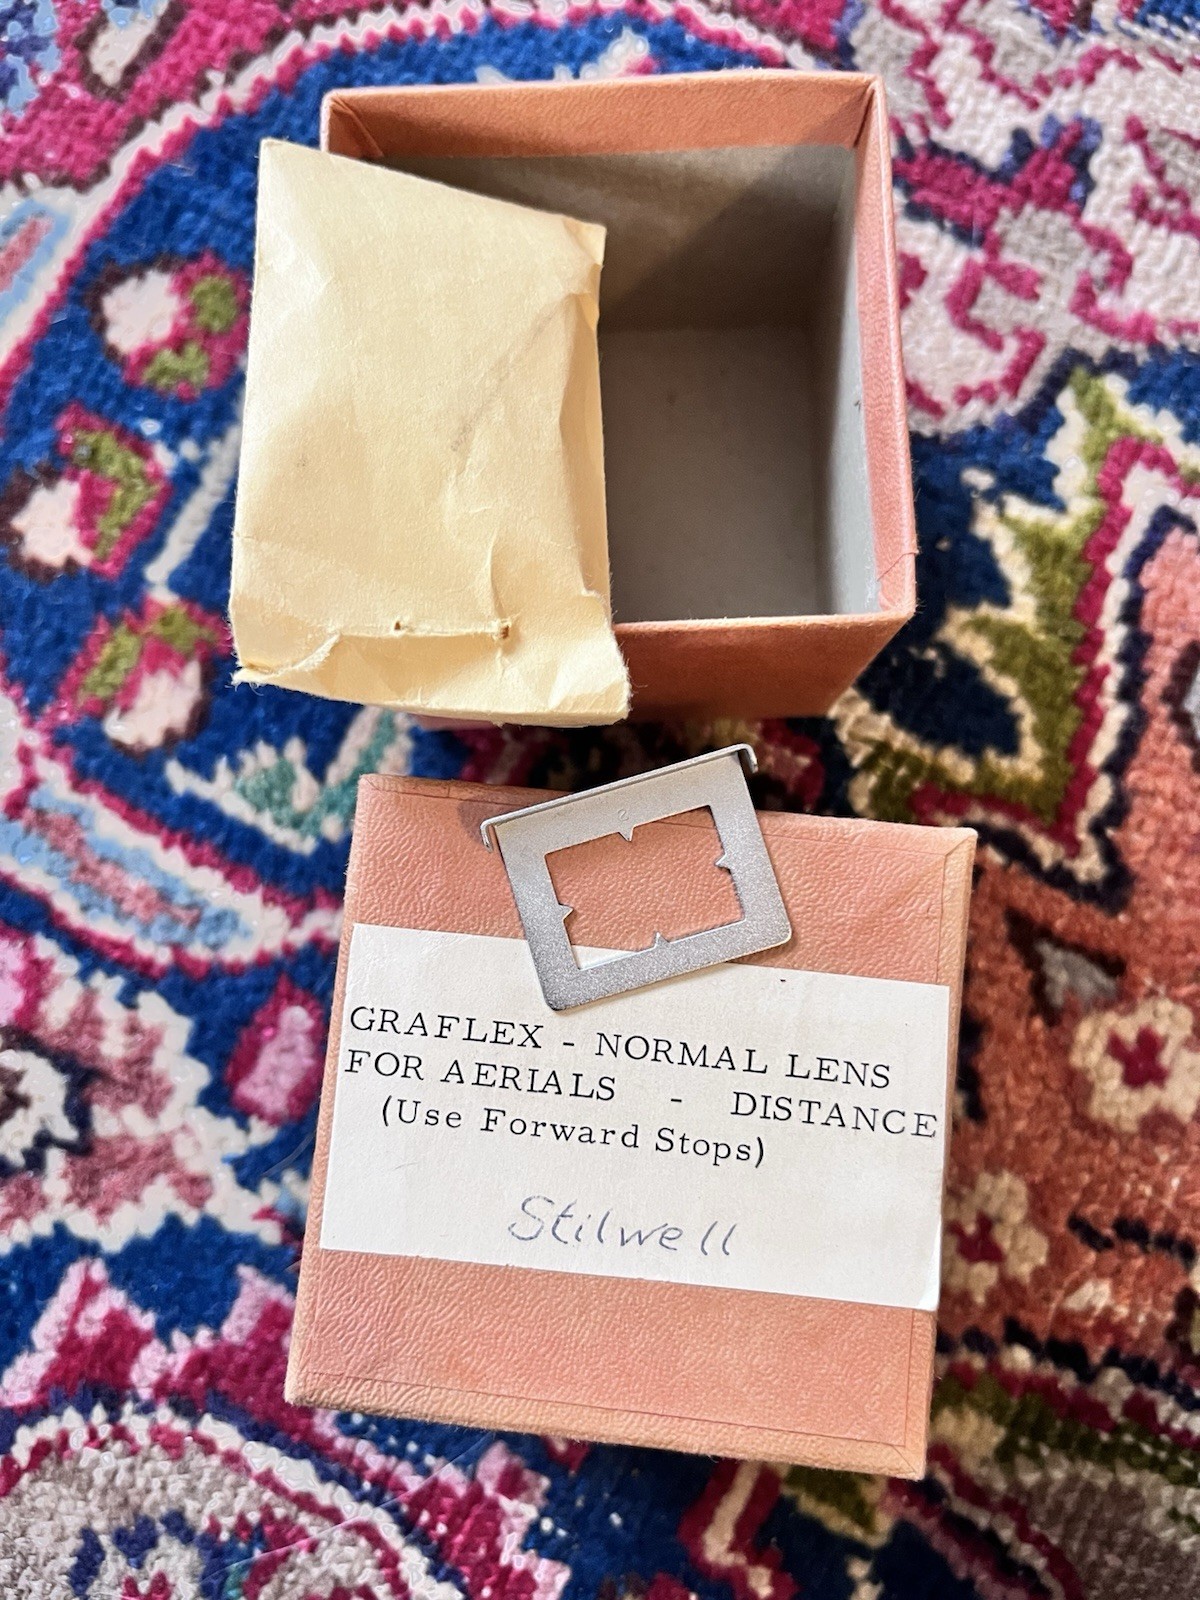 GRAFLEX - NORMAL LENS
FOR AERIALS - DISTANCE
(Use Forward Stops)
Stilwell